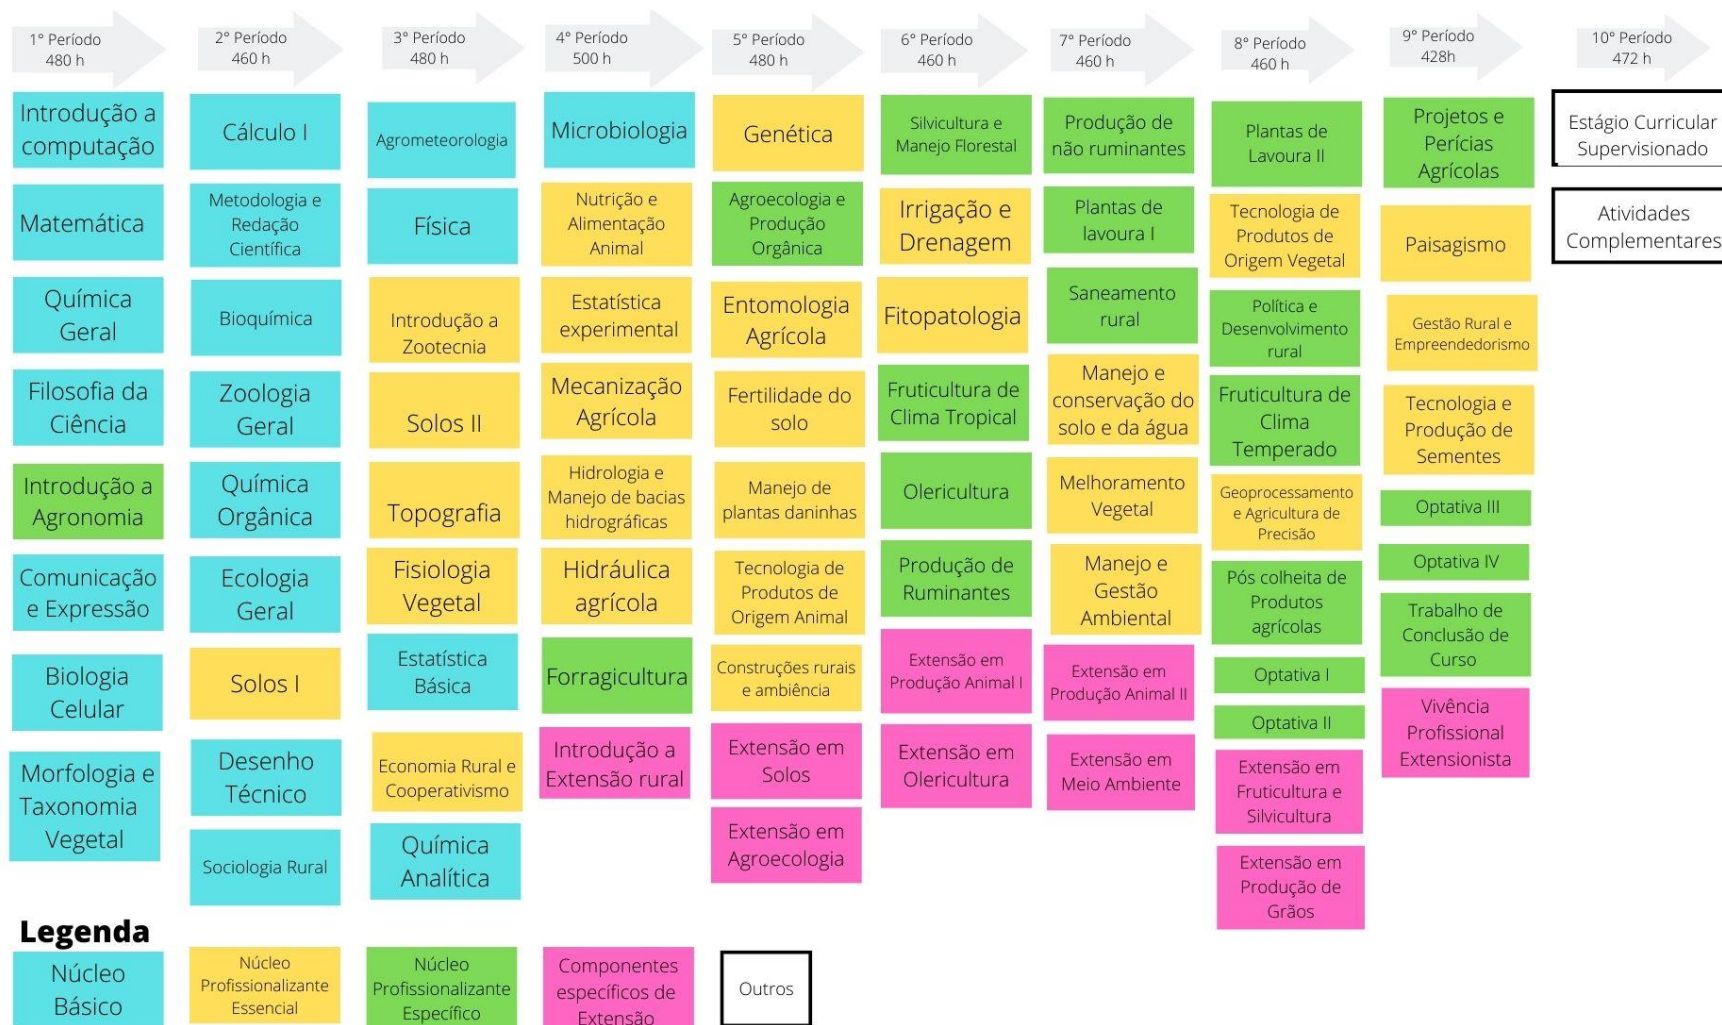 1° Período
480 h
2° Período
460 h
3° Período
480 h
4° Período
500 h
5° Período
480 h
6° Período
460 h
7° Período
460 h
8° Período
460 h
9° Período
428h
10° Período
472 h
Introdução a
computação
Matemática
Química
Geral
Filosofia da
Ciência
Introdução a
Agronomia
Comunicação
e Expressão
Biologia
Celular
Morfologia e
Taxonomia
Vegetal
Cálculo I
Metodologia e
Redação
Científica
Bioquímica
Zoologia
Geral
Química
Orgânica
Ecologia
Geral
Solos I
Desenho
Técnico
Sociologia Rural
Agrometeorologia
Física
Introdução a
Zootecnia
Solos II
Topografia
Fisiologia
Vegetal
Estatística
Básica
Economia Rural e
Cooperativismo
Química
Analítica
Microbiologia
Nutrição e
Alimentação
Animal
Estatística
experimental
Mecanização
Agrícola
Hidrologia e
Manejo de bacias
hidrográficas
Hidráulica
agrícola
Forragicultura
Introdução a
Extensão rural
Genética
Agroecologia e
Produção
Orgânica
Entomologia
Agrícola
Fertilidade do
solo
Manejo de
plantas daninhas
Tecnologia de
Produtos de
Origem Animal
Construções rurais
e ambiência
Extensão em
Solos
Extensão em
Agroecologia
Silvicultura e
Manejo Florestal
Irrigação e
Drenagem
Fitopatologia
Fruticultura de
Clima Tropical
Olericultura
Produção de
Ruminantes
Extensão em
Produção Animal I
Extensão em
Olericultura
Produção de
não ruminantes
Plantas de
lavoura I
Saneamento
rural
Manejo e
conservação do
solo e da água
Melhoramento
Vegetal
Manejo e
Gestão
Ambiental
Extensão em
Produção Animal II
Extensão em
Meio Ambiente
Plantas de
Lavoura II
Tecnologia de
Produtos de
Origem Vegetal
Política e
Desenvolvimento
rural
Fruticultura de
Clima
Temperado
Geoprocessamento
e Agricultura de
Precisão
Pós colheita de
Produtos
agrícolas
Optativa I
Optativa II
Extensão em
Fruticultura e
Silvicultura
Extensão em
Produção de
Grãos
Projetos e
Perícias
Agrícolas
Paisagismo
Gestão Rural e
Empreendedorismo
Tecnologia e
Produção de
Sementes
Optativa III
Optativa IV
Trabalho de
Conclusão de
Curso
Vivência
Profissional
Extensionista
Estágio Curricular
Supervisionado
Atividades
Complementares
Legenda
Núcleo
Básico
Núcleo
Profissionalizante
Essencial
Núcleo
Profissionalizante
Específico
Componentes
específicos de
Extensão
Outros